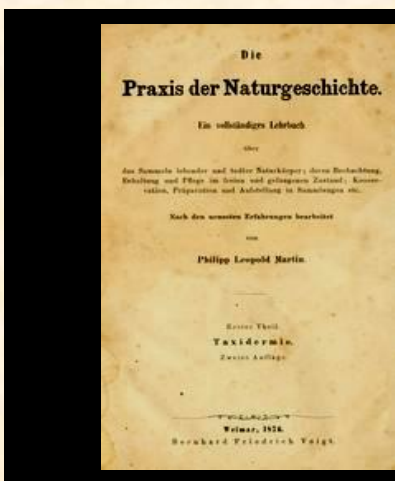 Die
Praxis der Naturgeschichte.
Ein vollständiges Lehrbuch
über
das Sammeln lebender und todter Naturkörper; deren Beobachtung,
Erhaltung und Pflege im freien und gefangenen Zustand; Konser-
vation, Präparation und Aufstellung in Sammlungen etc.
Nach den neuesten Erfahrungen bearbeitet
von
Philipp Leopold Martin.
Erster Theil.
Taxidermie.
Zweite Auflage.
Weimar, 1876.
Bernhard Friedrich Voigt.